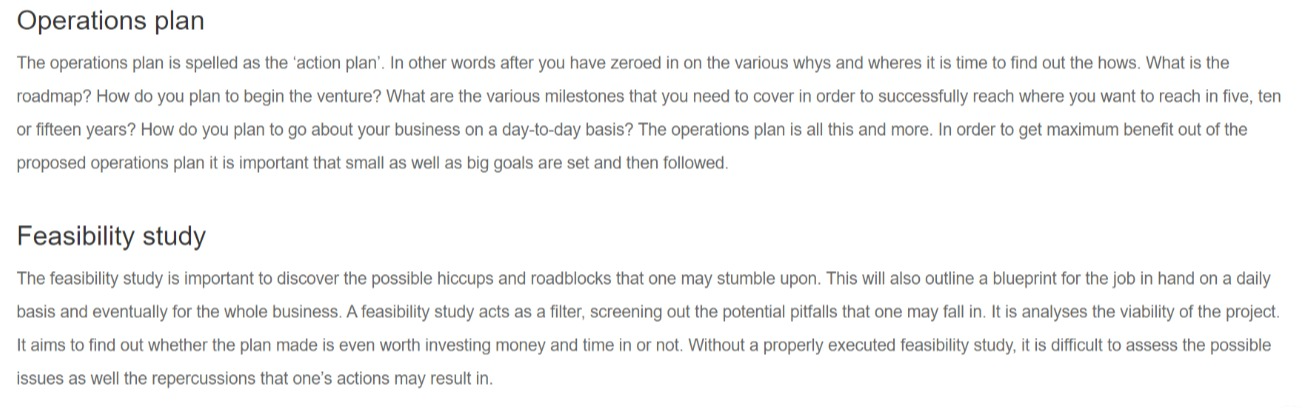 Operations plan
The operations plan is spelled as the ‘action plan’. In other words after you have zeroed in on the various whys and wheres it is time to find out the hows. What is the
roadmap? How do you plan to begin the venture? What are the various milestones that you need to cover in order to successfully reach where you want to reach in five, ten
or fifteen years? How do you plan to go about your business on a day-to-day basis? The operations plan is all this and more. In order to get maximum benefit out of the
proposed operations plan it is important that small as well as big goals are set and then followed.
Feasibility study
The feasibility study is important to discover the possible hiccups and roadblocks that one may stumble upon. This will also outline a blueprint for the job in hand on a daily
basis and eventually for the whole business. A feasibility study acts as a filter, screening out the potential pitfalls that one may fall in. It is analyses the viability of the project.
It aims to find out whether the plan made is even worth investing money and time in or not. Without a properly executed feasibility study, it is difficult to assess the possible
issues as well the repercussions that one’s actions may result in.